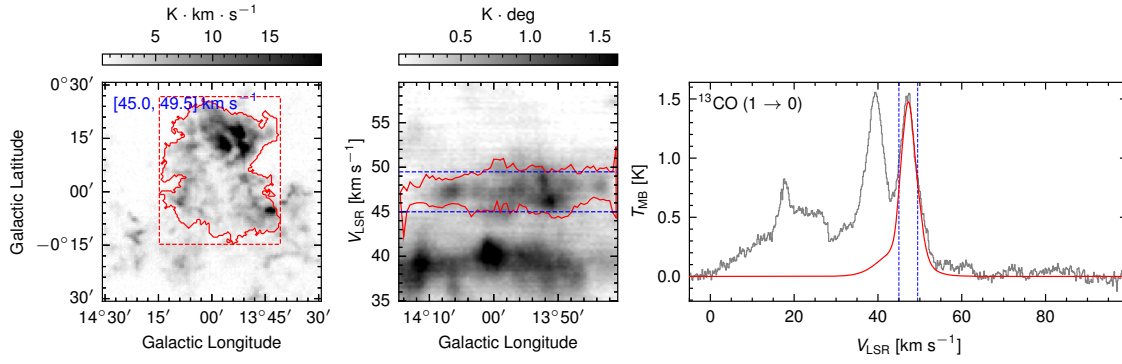 K · km · s⁻¹
5 10 15
[45.0, 49.5] km s⁻¹
0°30′
15′
00′
−0°15′
30′
Galactic Latitude
14°30′ 15′ 00′ 13°45′ 30′
Galactic Longitude
K · deg
0.5 1.0 1.5
55
50
45
40
35
V_LSR [km s⁻¹]
14°10′ 00′ 13°50′
Galactic Longitude
¹³CO (1 → 0)
1.5
1.0
0.5
0.0
T_MB [K]
0 20 40 60 80
V_LSR [km s⁻¹]